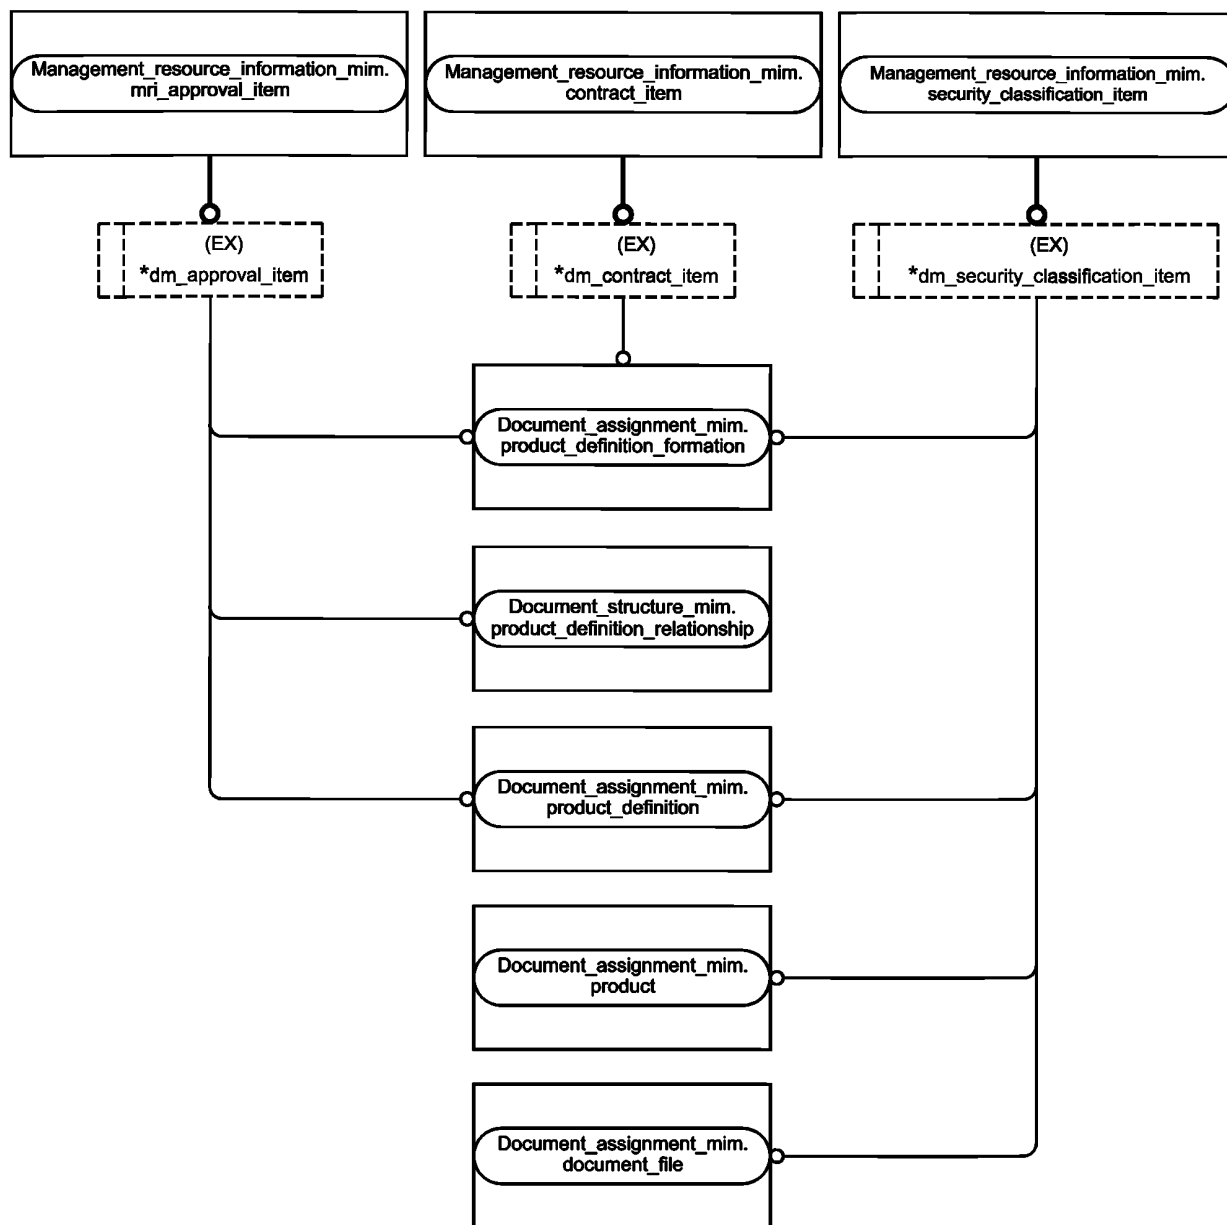 Management_resource_information_mim.
mri_approval_item
Management_resource_information_mim.
contract_item
Management_resource_information_mim.
security_classification_item
(EX)
*dm_approval_item
(EX)
*dm_contract_item
(EX)
*dm_security_classification_item
Document_assignment_mim.
product_definition_formation
Document_structure_mim.
product_definition_relationship
Document_assignment_mim.
product_definition
Document_assignment_mim.
product
Document_assignment_mim.
document_file